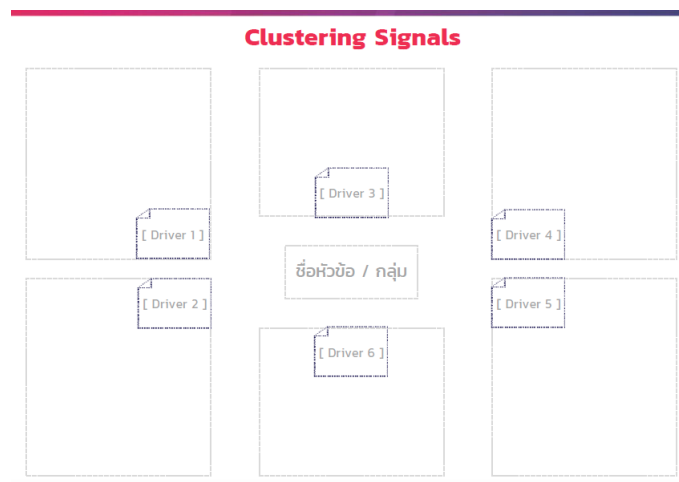 Clustering Signals
[ Driver 3 ]
[ Driver 1 ]
[ Driver 4 ]
ชื่อหัวข้อ / กลุ่ม
[ Driver 2 ]
[ Driver 5 ]
[ Driver 6 ]